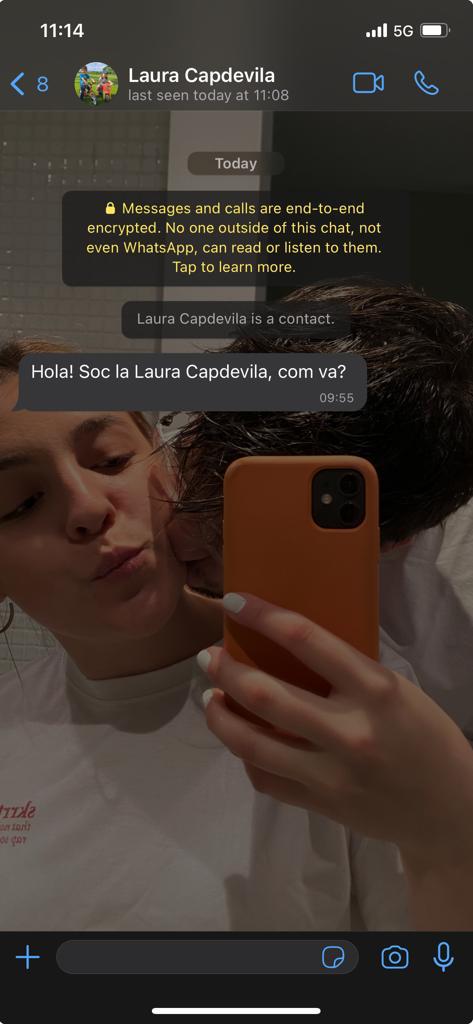 11:14
5G
8
Laura Capdevila
last seen today at 11:08
Today
Messages and calls are end-to-end
encrypted. No one outside of this chat, not
even WhatsApp, can read or listen to them.
Tap to learn more.
Laura Capdevila is a contact.
Hola! Soc la Laura Capdevila, com va?
09:55